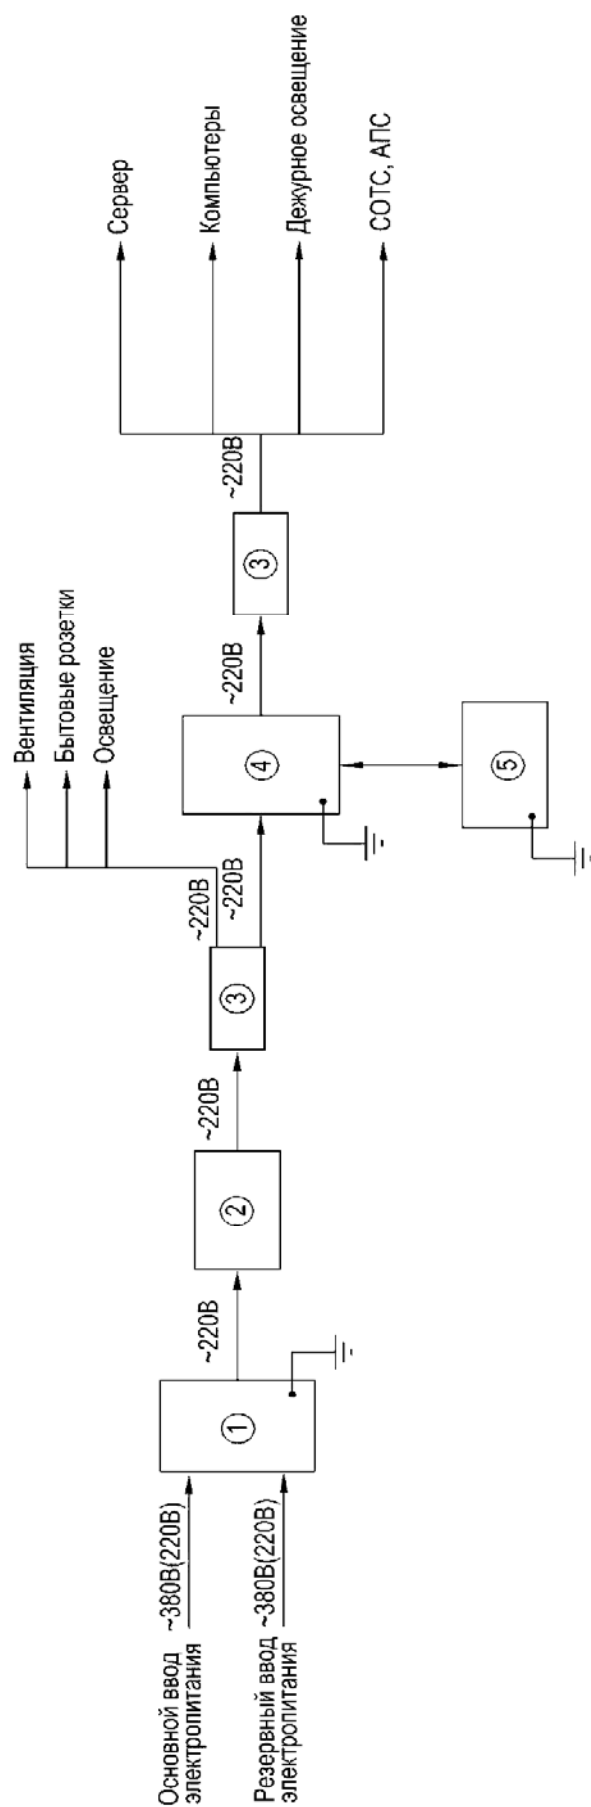 Основной ввод
электропитания
~380В(220В)
Резервный ввод
электропитания
~380В(220В)
1
~220В
2
~220В
3
~220В
~220В
Вентиляция
Бытовые розетки
Освещение
4
5
~220В
3
~220В
Сервер
Компьютеры
Дежурное освещение
СОТС, АПС